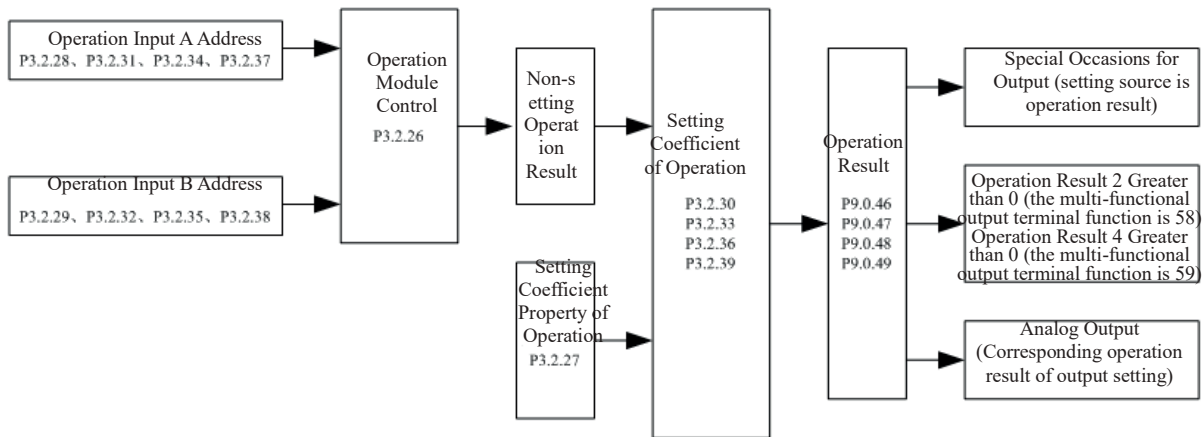 Operation Input A Address
P3.2.28、P3.2.31、P3.2.34、P3.2.37
Operation Input B Address
P3.2.29、P3.2.32、P3.2.35、P3.2.38
Operation
Module
Control
P3.2.26
Non-s
etting
Operat
ion
Result
Setting
Coefficient
Property of
Operation
P3.2.27
Setting
Coefficient
of Operation
P3.2.30
P3.2.33
P3.2.36
P3.2.39
Operation
Result
P9.0.46
P9.0.47
P9.0.48
P9.0.49
Special Occasions for
Output (setting source is
operation result)
Operation Result 2 Greater
than 0 (the multi-functional
output terminal function is 58)
Operation Result 4 Greater
than 0 (the multi-functional
output terminal function is 59)
Analog Output
(Corresponding operation
result of output setting)